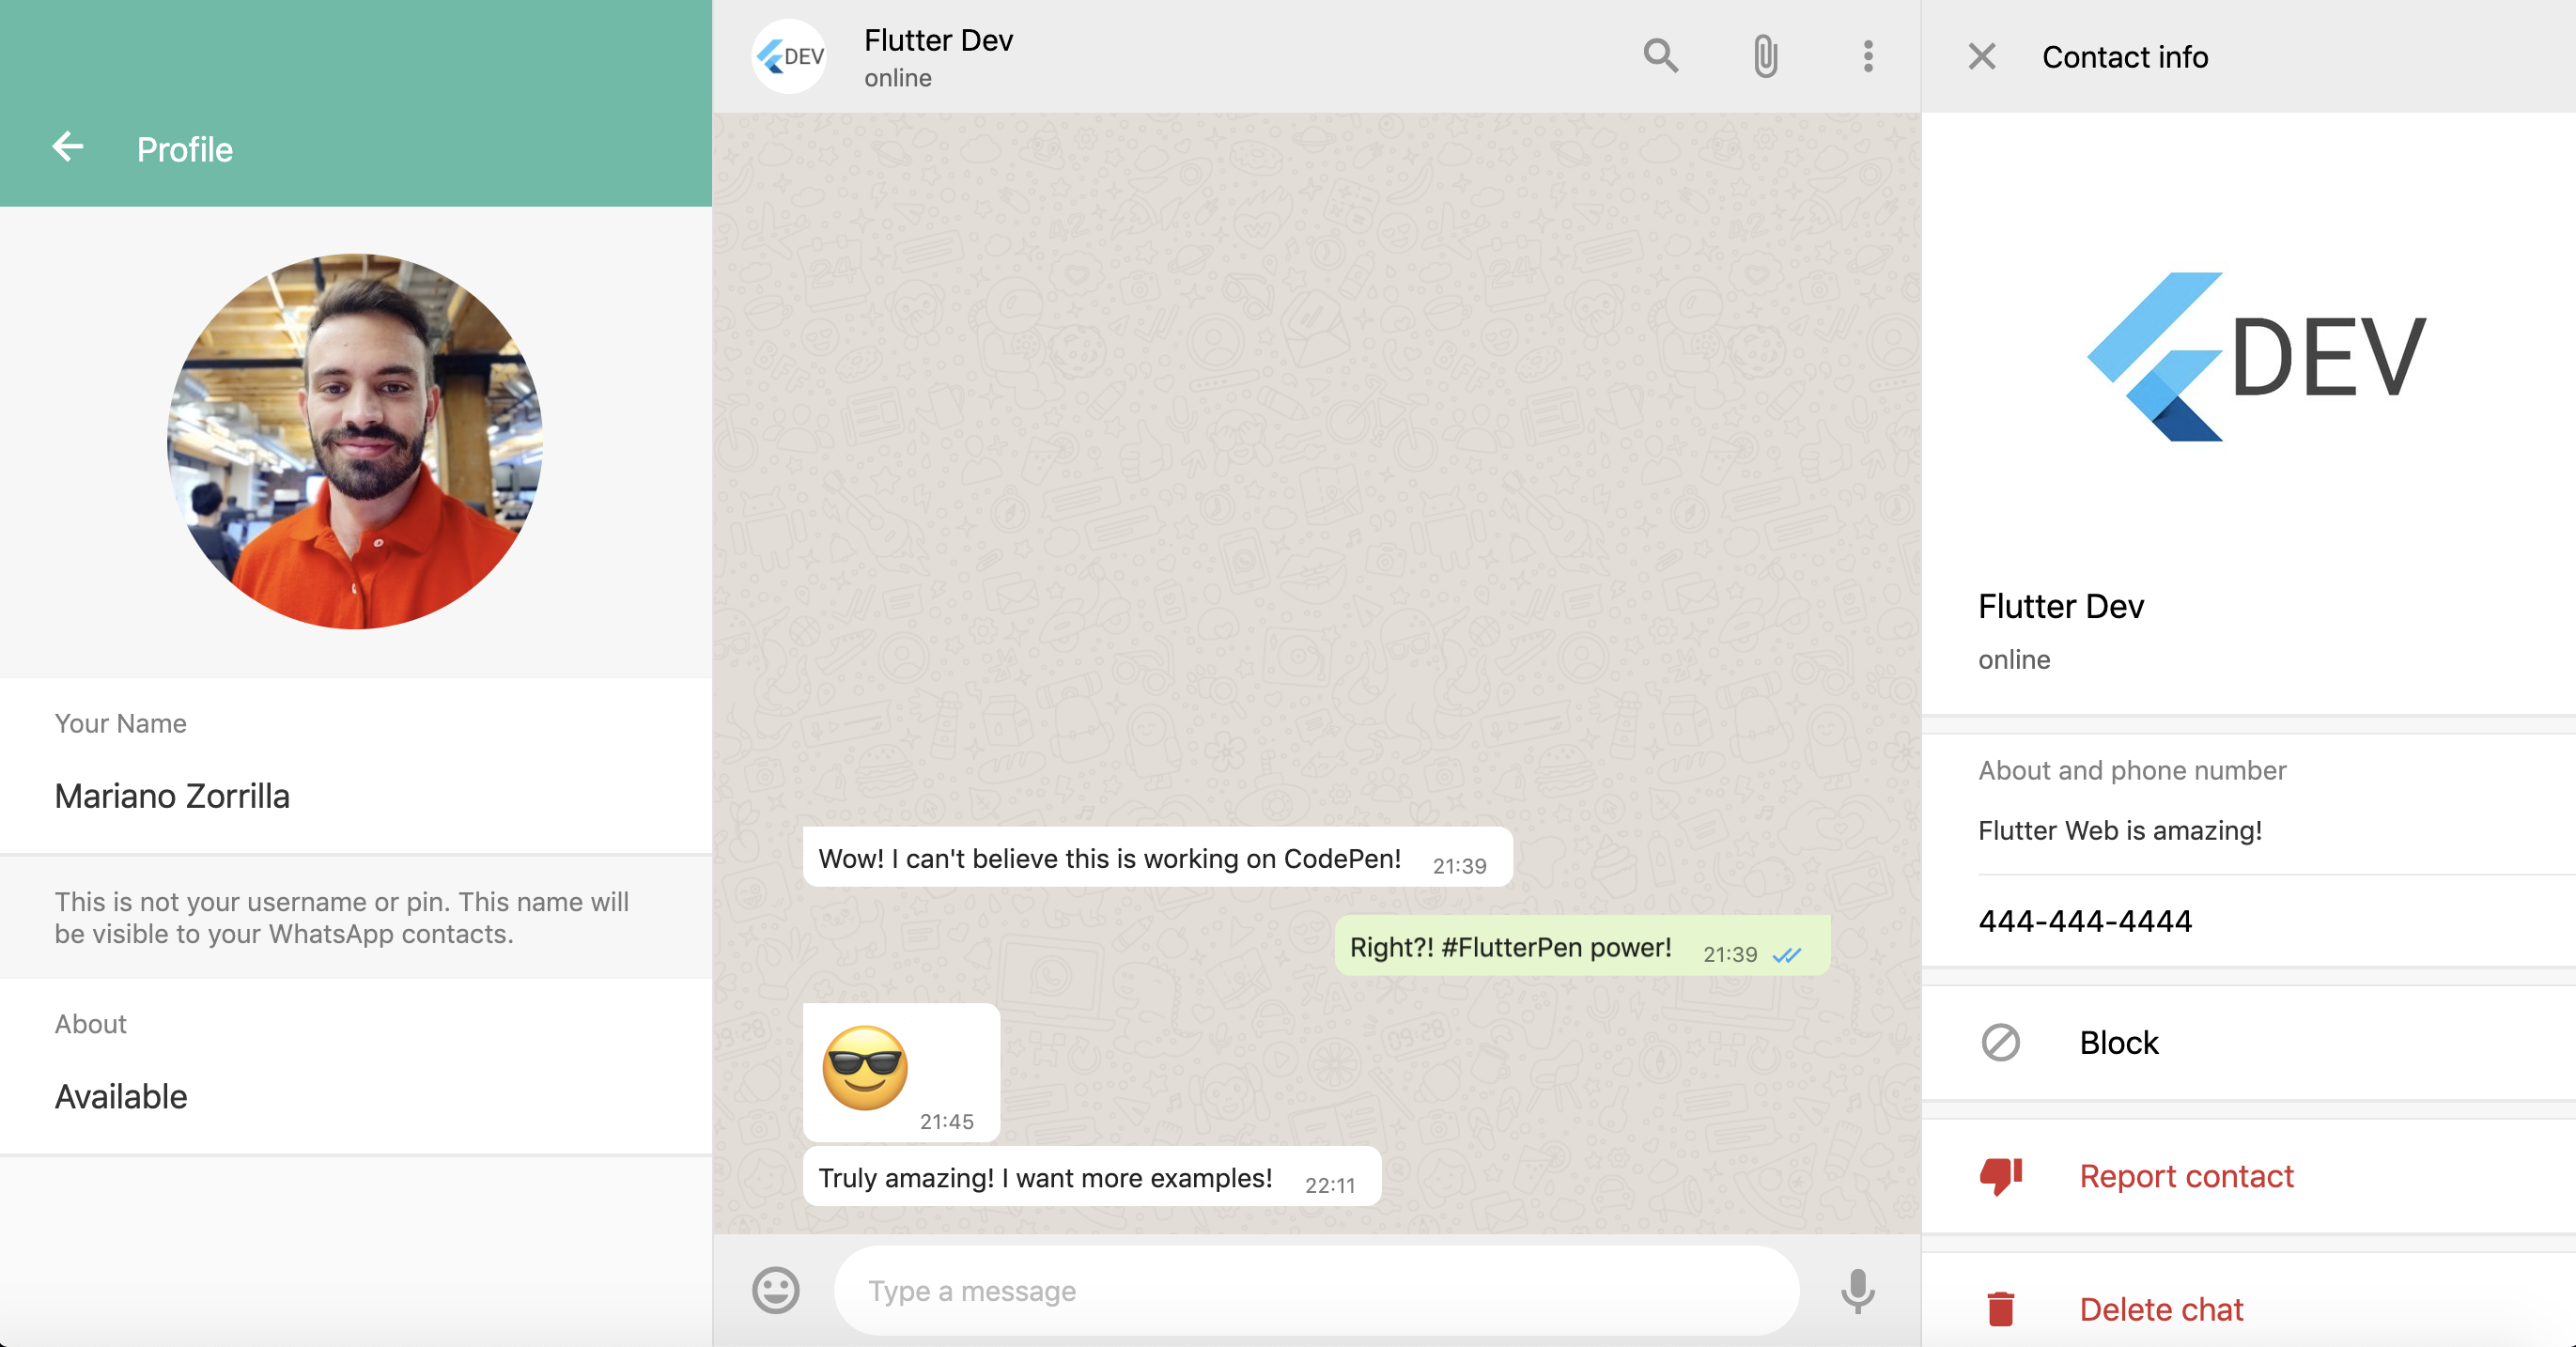 Profile
Your Name
Mariano Zorrilla
This is not your username or pin. This name will
be visible to your WhatsApp contacts.
About
Available
DEV
Flutter Dev
online
Wow! I can't believe this is working on CodePen! 21:39
Right?! #FlutterPen power! 21:39
😎 21:45
Truly amazing! I want more examples! 22:11
Type a message
Contact info
DEV
Flutter Dev
online
About and phone number
Flutter Web is amazing!
444-444-4444
Block
Report contact
Delete chat